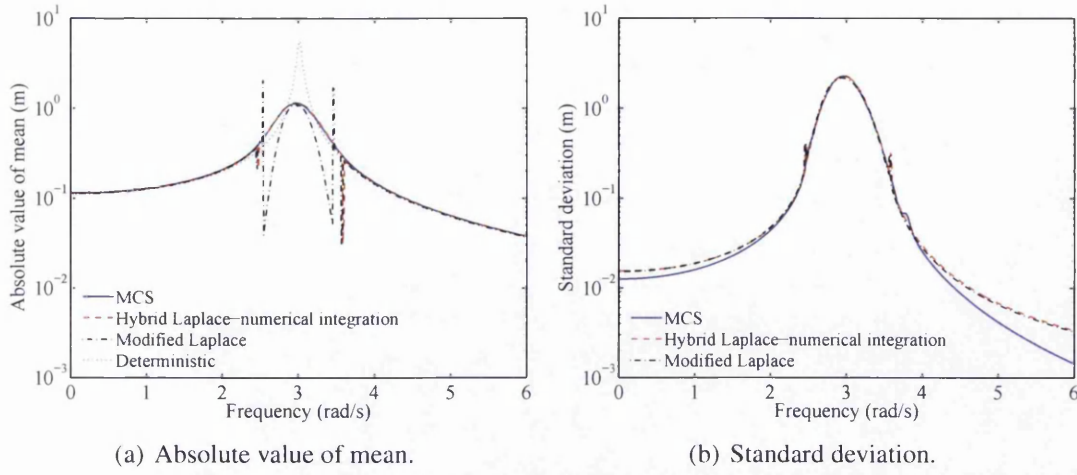 10^1
10^0
10^-1
10^-2
10^-3
Absolute value of mean (m)
MCS
Hybrid Laplace–numerical integration
Modified Laplace
Deterministic
0 1 2 3 4 5 6
Frequency (rad/s)
(a) Absolute value of mean.
10^1
10^0
10^-1
10^-2
10^-3
Standard deviation (m)
MCS
Hybrid Laplace–numerical integration
Modified Laplace
0 1 2 3 4 5 6
Frequency (rad/s)
(b) Standard deviation.